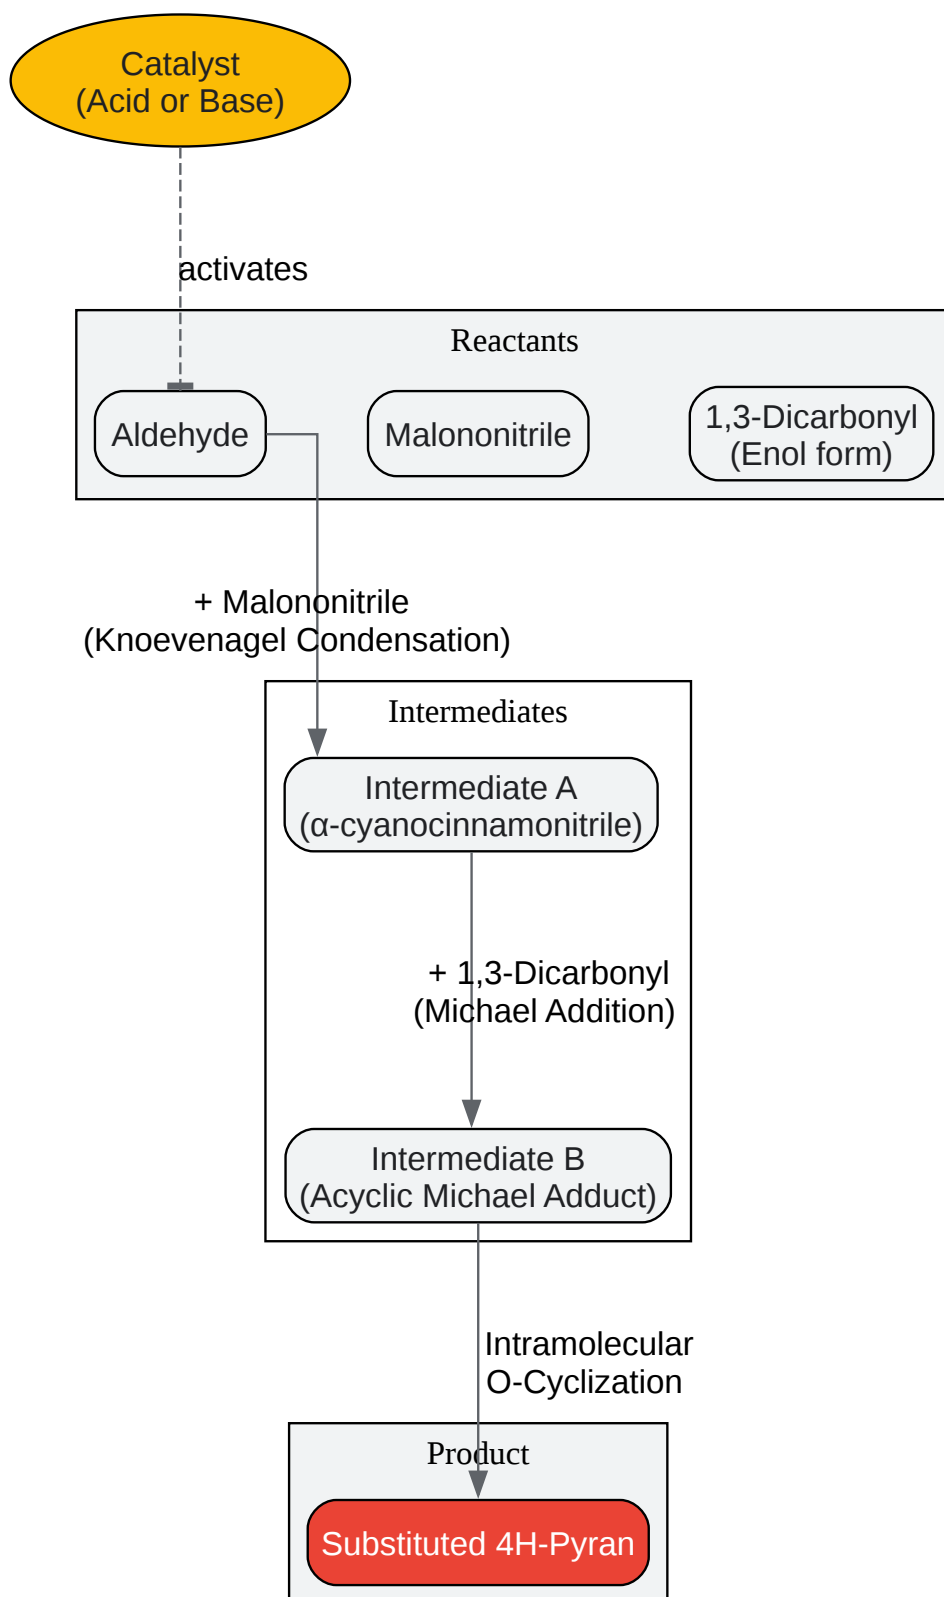 Catalyst
(Acid or Base)
activates
Reactants
Aldehyde
Malononitrile
1,3-Dicarbonyl
(Enol form)
+ Malononitrile
(Knoevenagel Condensation)
Intermediates
Intermediate A
(α-cyanocinnamonitrile)
+ 1,3-Dicarbonyl
(Michael Addition)
Intermediate B
(Acyclic Michael Adduct)
Intramolecular
O-Cyclization
Product
Substituted 4H-Pyran